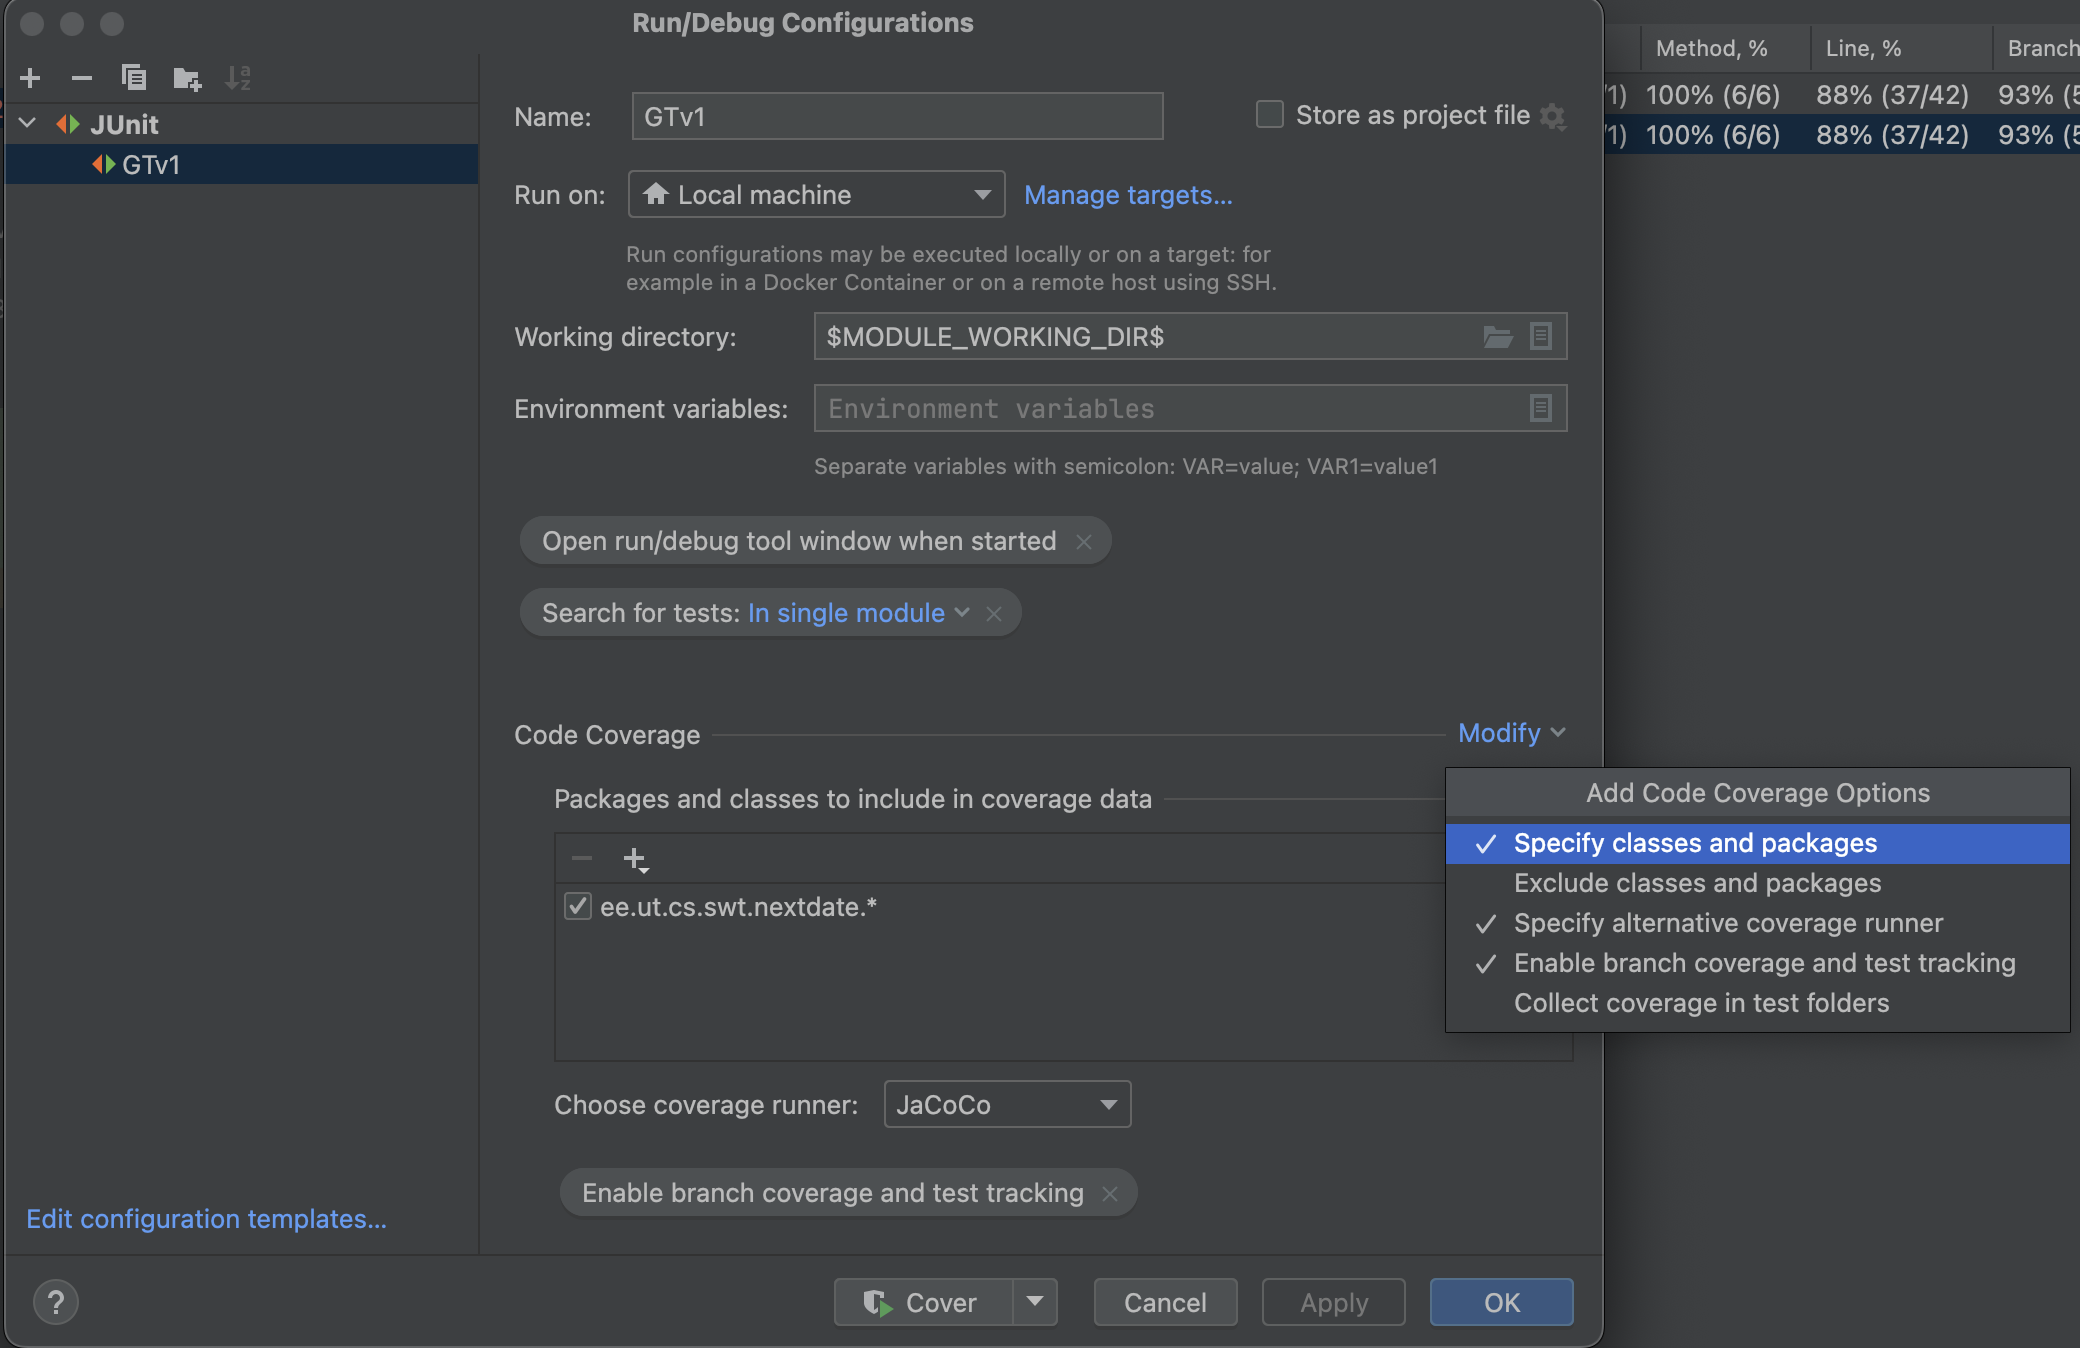 Run/Debug Configurations
JUnit
GTv1
Edit configuration templates...
Name: GTv1
Store as project file
Run on: Local machine Manage targets...
Run configurations may be executed locally or on a target: for
example in a Docker Container or on a remote host using SSH.
Working directory: $MODULE_WORKING_DIR$
Environment variables: Environment variables
Separate variables with semicolon: VAR=value; VAR1=value1
Open run/debug tool window when started
Search for tests: In single module
Code Coverage Modify
Packages and classes to include in coverage data
ee.ut.cs.swt.nextdate.*
Choose coverage runner: JaCoCo
Enable branch coverage and test tracking
? Cover Cancel Apply OK
Add Code Coverage Options
Specify classes and packages
Exclude classes and packages
Specify alternative coverage runner
Enable branch coverage and test tracking
Collect coverage in test folders
Method, % Line, % Branch
/1) 100% (6/6) 88% (37/42) 93% (5
/1) 100% (6/6) 88% (37/42) 93% (5